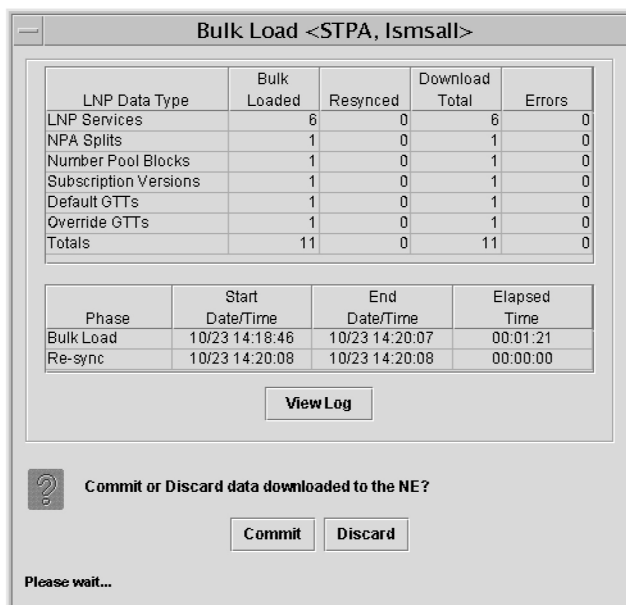 Bulk Load <STPA, lsmsall>
LNP Data Type Bulk Loaded Resynced Download Total Errors
LNP Services 6 0 6 0
NPA Splits 1 0 1 0
Number Pool Blocks 1 0 1 0
Subscription Versions 1 0 1 0
Default GTTs 1 0 1 0
Override GTTs 1 0 1 0
Totals 11 0 11 0
Phase Start Date/Time End Date/Time Elapsed Time
Bulk Load 10/23 14:18:46 10/23 14:20:07 00:01:21
Re-sync 10/23 14:20:08 10/23 14:20:08 00:00:00
View Log
Commit or Discard data downloaded to the NE?
Commit Discard
Please wait...